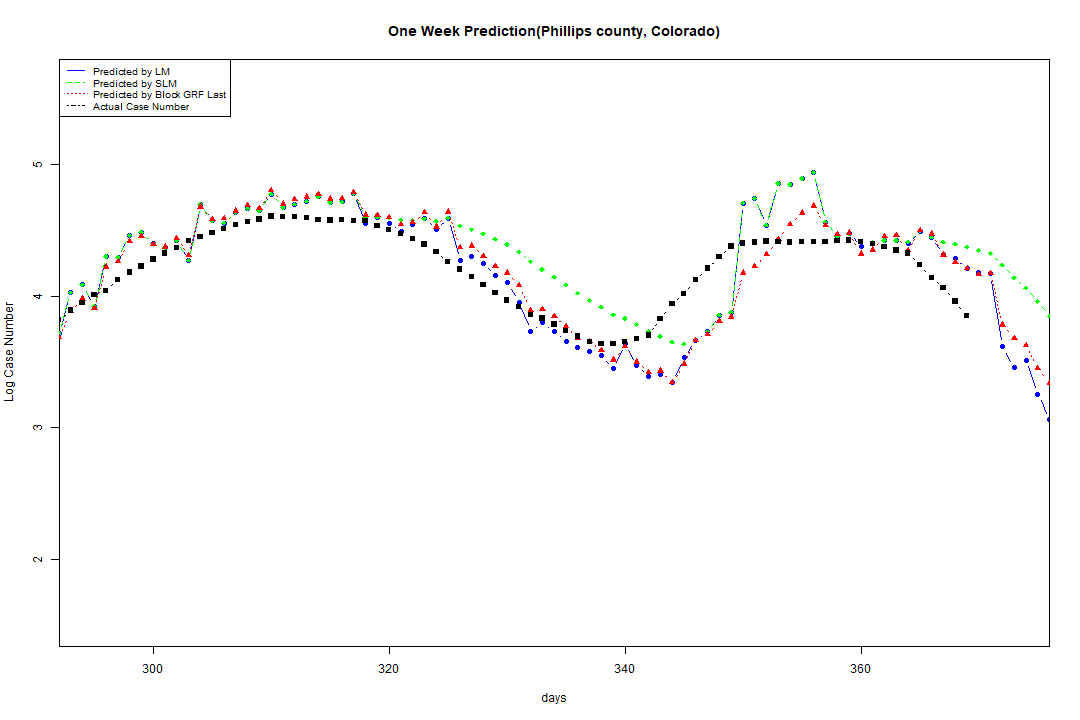 One Week Prediction(Phillips county, Colorado)
Predicted by LM
Predicted by SLM
Predicted by Block GRF Last
Actual Case Number
5
4
3
2
Log Case Number
300 320 340 360
days